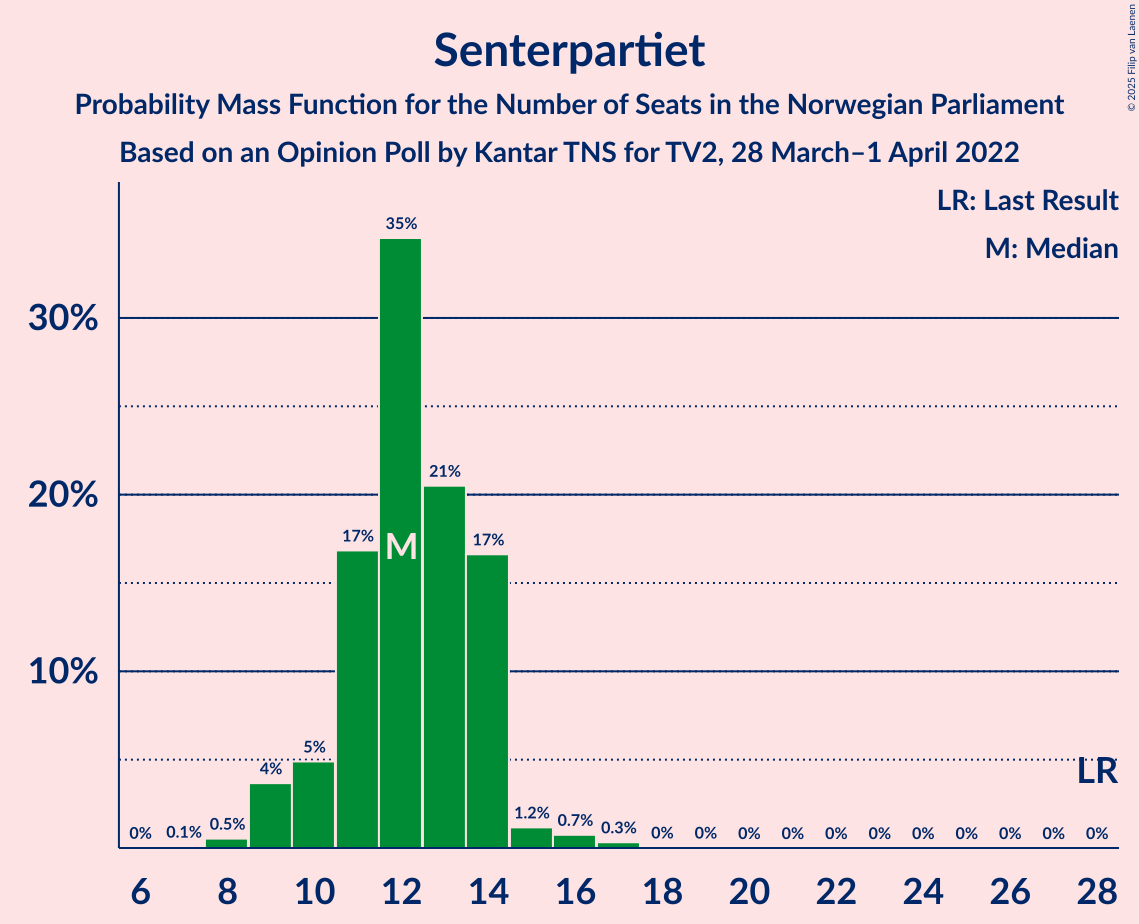 Senterpartiet
Probability Mass Function for the Number of Seats in the Norwegian Parliament
Based on an Opinion Poll by Kantar TNS for TV2, 28 March–1 April 2022
© 2025 Filip van Laenen
LR: Last Result
M: Median
30%
20%
10%
0% 0.1% 0.5% 4% 5% 17% 35% 21% 17% 1.2% 0.7% 0.3% 0% 0% 0% 0% 0% 0% 0% 0% 0% 0% 0%
M
LR
6 8 10 12 14 16 18 20 22 24 26 28